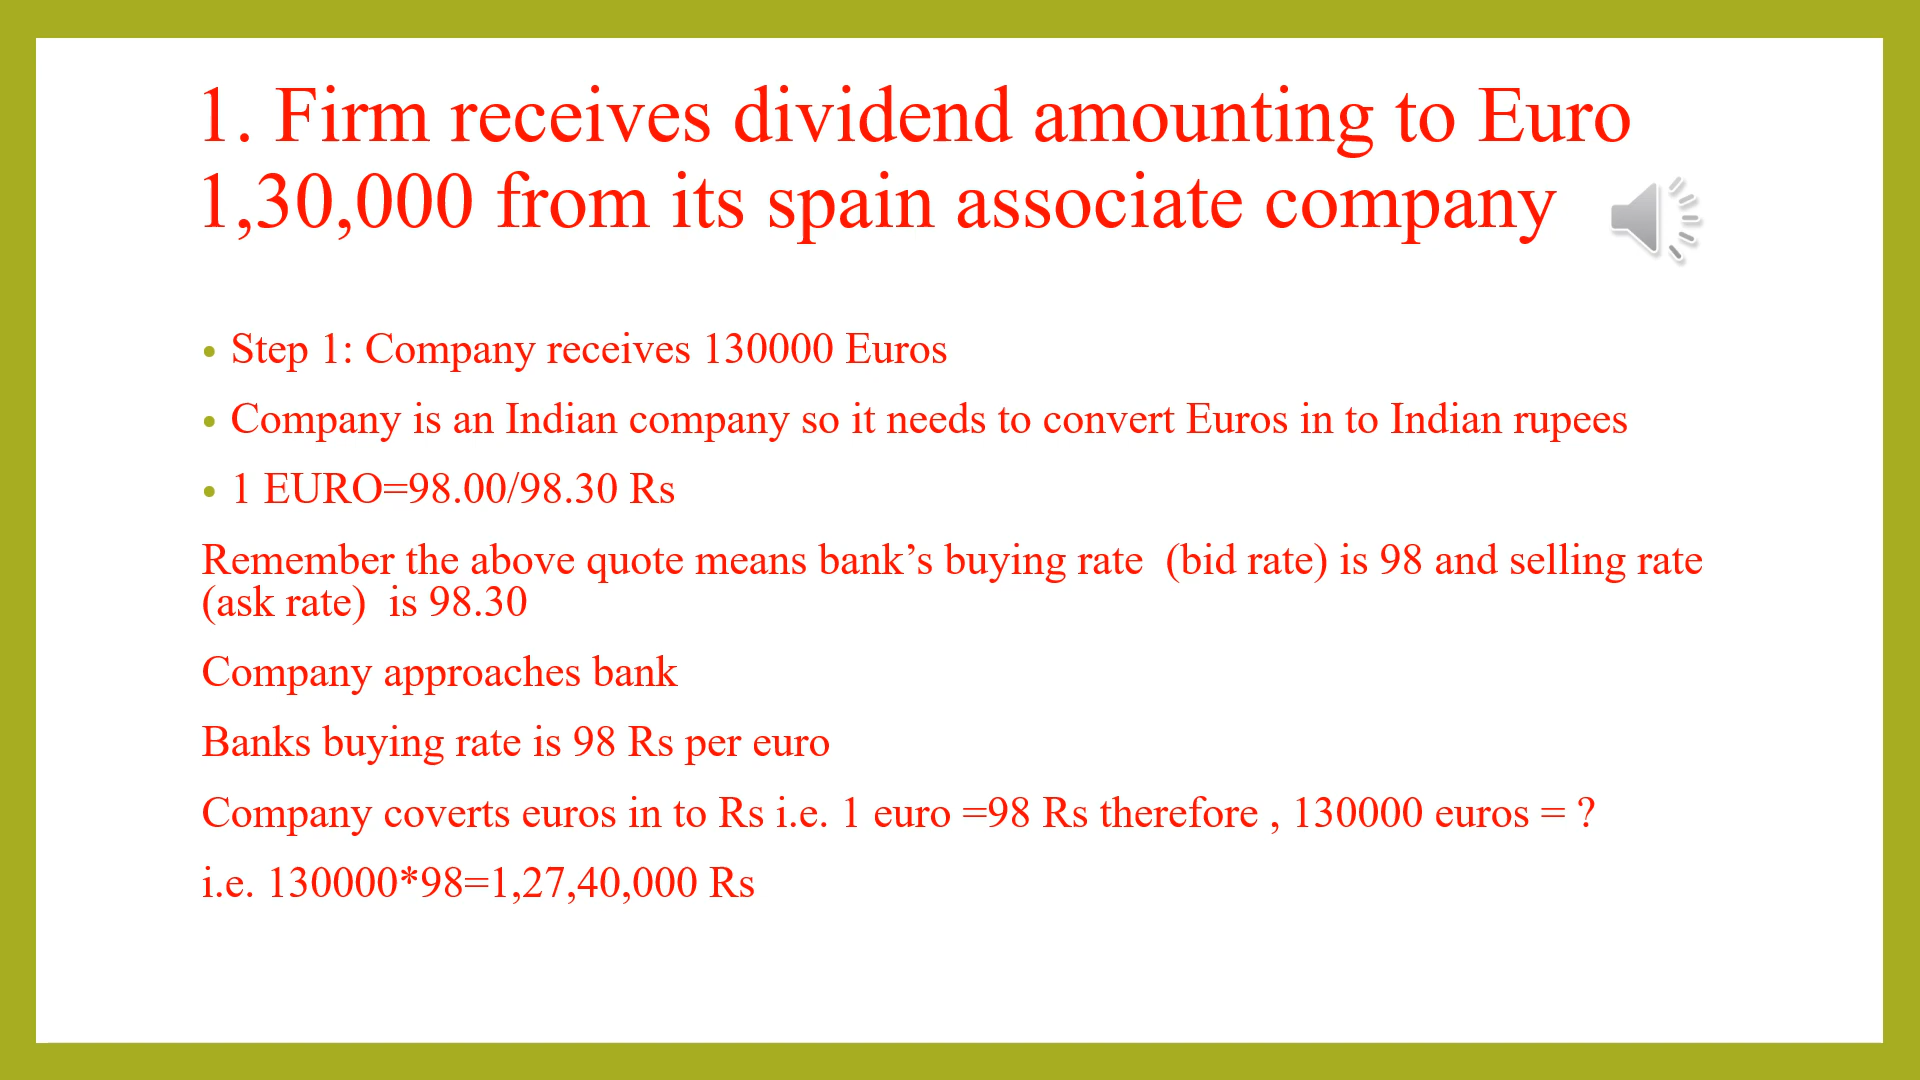 1. Firm receives dividend amounting to Euro
1,30,000 from its spain associate company
• Step 1: Company receives 130000 Euros
• Company is an Indian company so it needs to convert Euros in to Indian rupees
• 1 EURO=98.00/98.30 Rs
Remember the above quote means bank’s buying rate  (bid rate) is 98 and selling rate
(ask rate)  is 98.30
Company approaches bank
Banks buying rate is 98 Rs per euro
Company coverts euros in to Rs i.e. 1 euro =98 Rs therefore , 130000 euros = ?
i.e. 130000*98=1,27,40,000 Rs